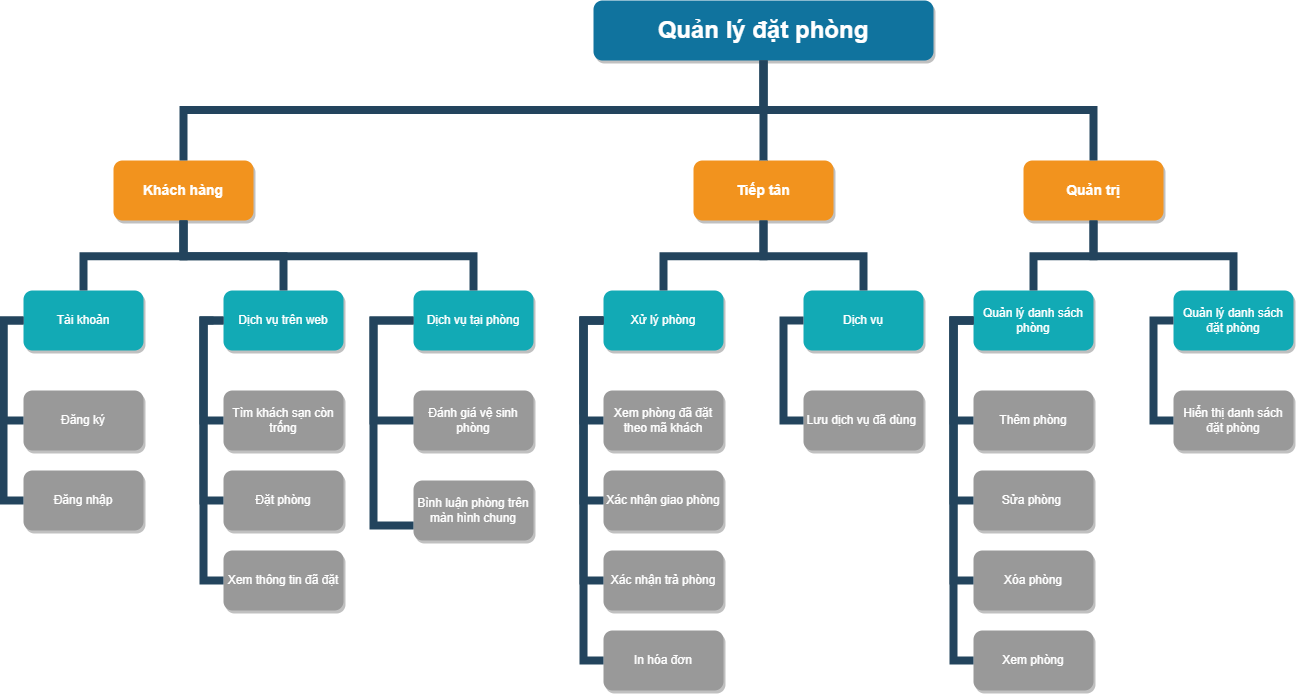 Quản lý đặt phòng
Khách hàng
Tiếp tân
Quản trị
Tài khoản
Dịch vụ trên web
Dịch vụ tại phòng
Xử lý phòng
Dịch vụ
Quản lý danh sách
phòng
Quản lý danh sách
đặt phòng
Đăng ký
Tìm khách sạn còn
trống
Đánh giá vệ sinh
phòng
Xem phòng đã đặt
theo mã khách
Lưu dịch vụ đã dùng
Thêm phòng
Hiển thị danh sách
đặt phòng
Đăng nhập
Đặt phòng
Bình luận phòng trên
màn hình chung
Xác nhận giao phòng
Sửa phòng
Xem thông tin đã đặt
Xác nhận trả phòng
Xóa phòng
In hóa đơn
Xem phòng